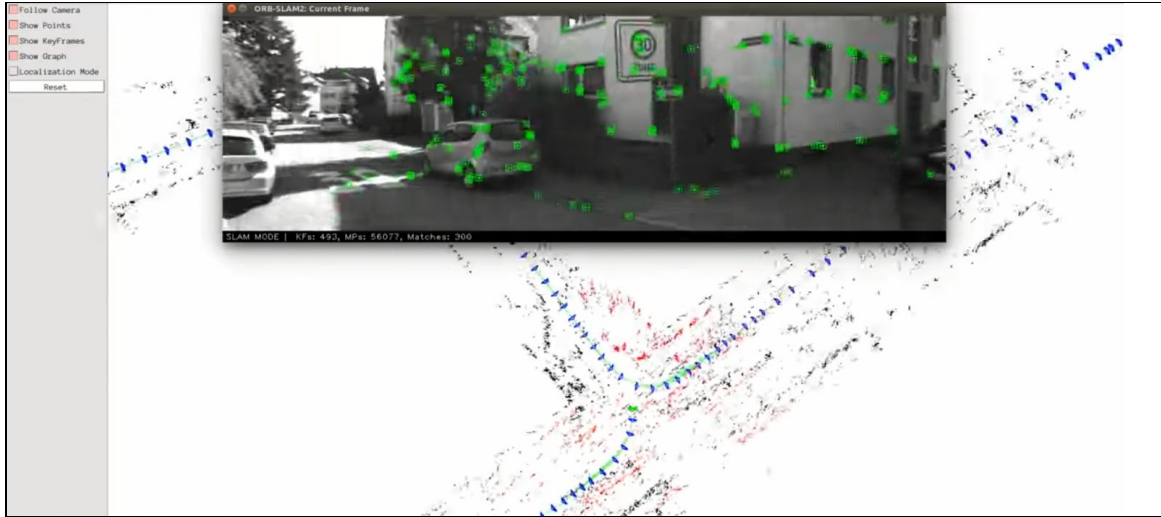 Follow Camera
Show Points
Show KeyFrames
Show Graph
Localization Mode
Reset
ORB-SLAM2: Current Frame
30
ZONE
SLAM MODE | KFs: 493, MPs: 56077, Matches: 300